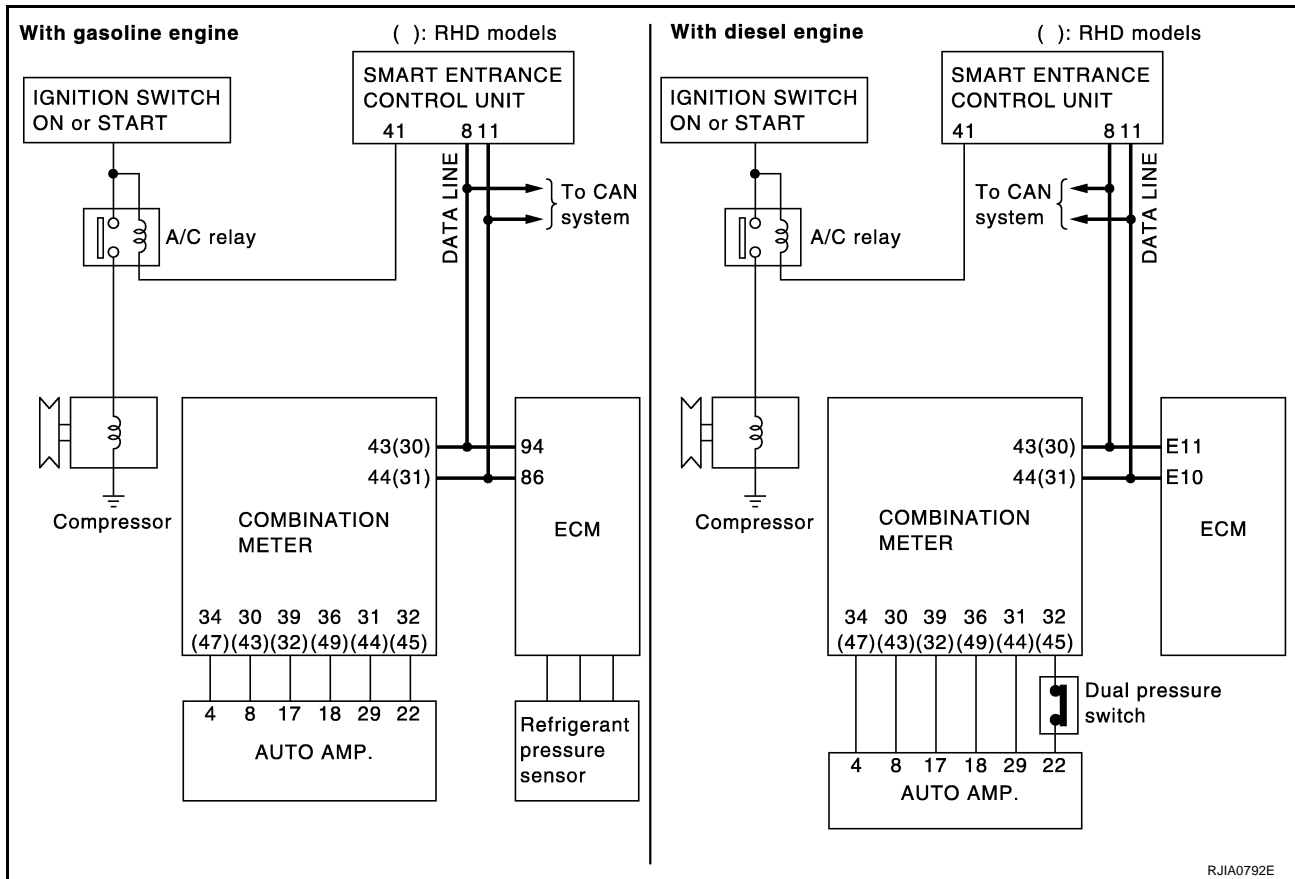 With gasoline engine
( ): RHD models
IGNITION SWITCH
ON or START
SMART ENTRANCE
CONTROL UNIT
41 8 11
DATA LINE
To CAN
system
A/C relay
Compressor
43(30)
44(31)
94
86
COMBINATION
METER
ECM
34 30 39 36 31 32
(47) (43) (32) (49) (44) (45)
4 8 17 18 29 22
AUTO AMP.
Refrigerant
pressure
sensor
With diesel engine
( ): RHD models
IGNITION SWITCH
ON or START
SMART ENTRANCE
CONTROL UNIT
41 8 11
To CAN
system
DATA LINE
A/C relay
Compressor
43(30)
44(31)
E11
E10
COMBINATION
METER
ECM
34 30 39 36 31 32
(47) (43) (32) (49) (44) (45)
Dual pressure
switch
4 8 17 18 29 22
AUTO AMP.
RJIA0792E